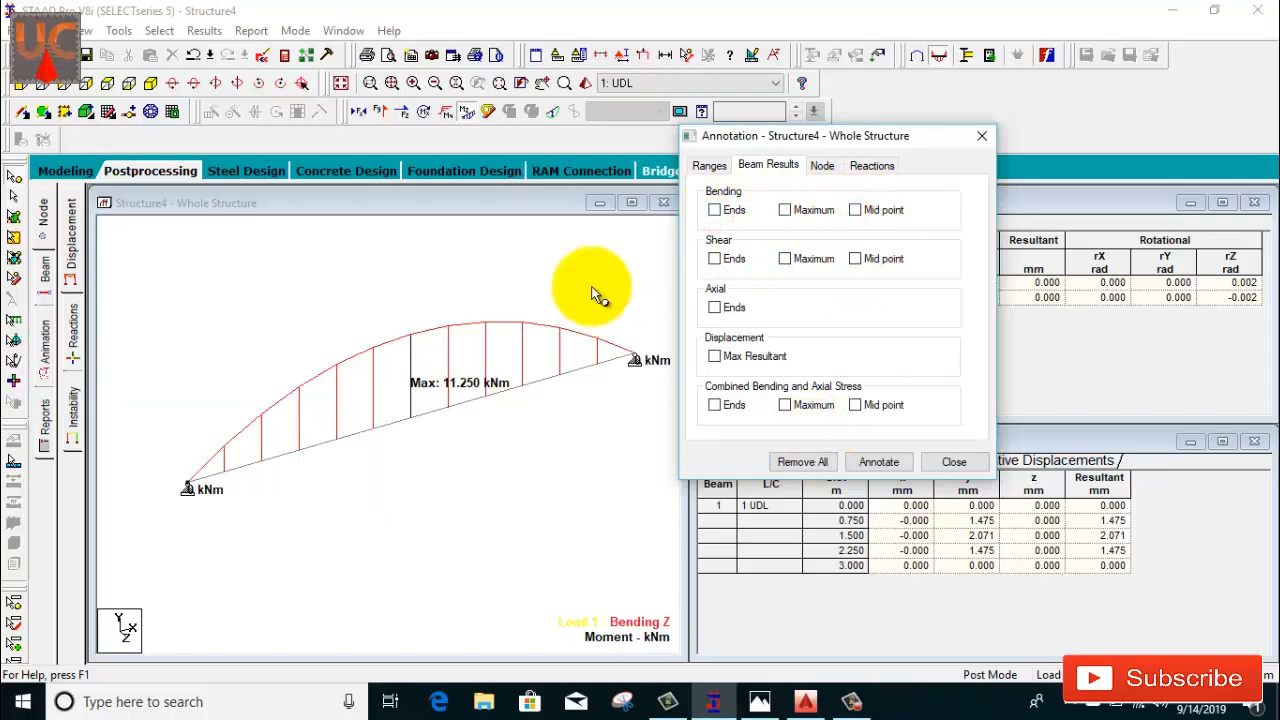 STAAD Pro V8i (SELECTseries 5) - Structure4
UC
Tools Select Results Report Mode Window Help
1: UDL
Modeling Postprocessing Steel Design Concrete Design Foundation Design RAM Connection Bridge
Structure4 - Whole Structure
Node
Beam
Animation
Reports
Displacement
Reactions
Instability
Max: 11.250 kNm
kNm
kNm
Load 1 : Bending Z
Moment - kNm
Y
X
Z
Annotation - Structure4 - Whole Structure
Ranges Beam Results Node Reactions
Bending
Ends Maximum Mid point
Shear
Ends Maximum Mid point
Axial
Ends
Displacement
Max Resultant
Combined Bending and Axial Stress
Ends Maximum Mid point
Remove All Annotate Close
Resultant Rotational
mm rX rad rY rad rZ rad
0.000 0.000 0.000 0.002
0.000 0.000 0.000 -0.002
tive Displacements
Beam L/C m mm mm z mm Resultant mm
1 1 UDL 0.000 0.000 0.000 0.000 0.000
0.750 -0.000 1.475 0.000 1.475
1.500 -0.000 2.071 0.000 2.071
2.250 -0.000 1.475 0.000 1.475
3.000 0.000 0.000 0.000 0.000
For Help, press F1
Post Mode Load
Subscribe
Type here to search
9/14/2019